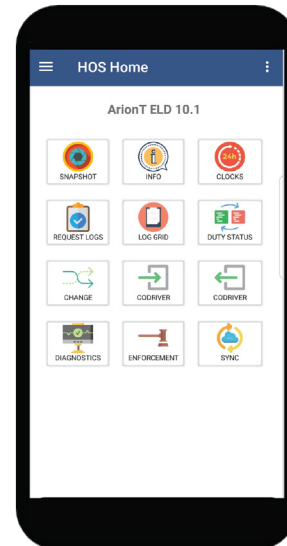 HOS Home
ArionT ELD 10.1
SNAPSHOT
INFO
24h
CLOCKS
REQUEST LOGS
LOG GRID
DUTY STATUS
CHANGE
CODRIVER
CODRIVER
DIAGNOSTICS
ENFORCEMENT
SYNC